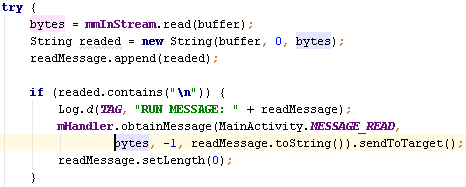 try {
bytes = mmInStream.read(buffer);
String readed = new String(buffer, 0, bytes);
readMessage.append(readed);
if (readed.contains("\n")) {
Log.d(TAG, "RUN MESSAGE: " + readMessage);
mHandler.obtainMessage(MainActivity.MESSAGE_READ,
bytes, -1, readMessage.toString()).sendToTarget();
readMessage.setLength(0);
}